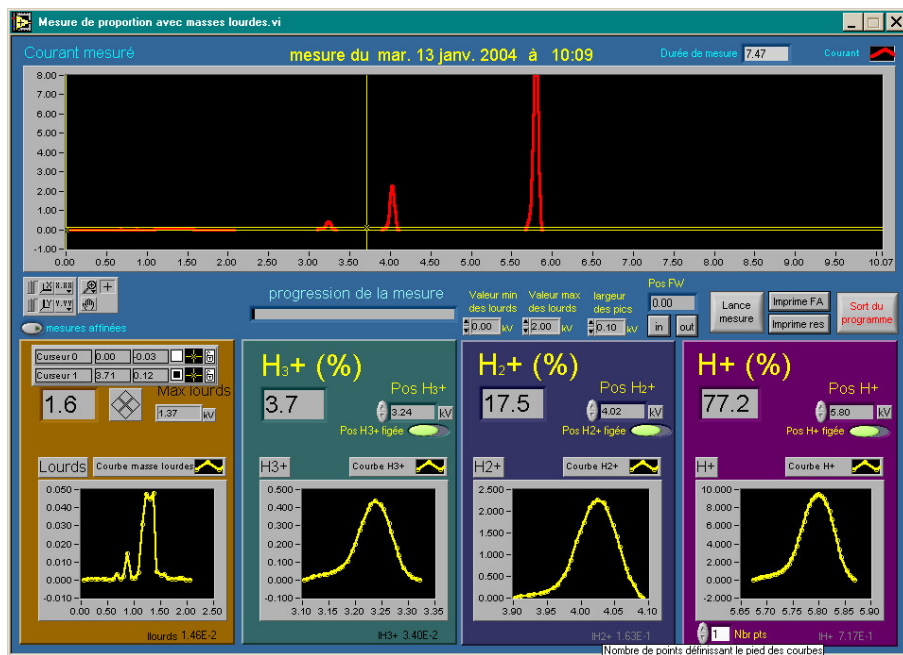 Mesure de proportion avec masses lourdes.vi
Courant mesuré
mesure du mar. 13 janv. 2004 à 10:09
Durée de mesure 7.47
Courant
8.00
7.00
6.00
5.00
4.00
3.00
2.00
1.00
0.00
-1.00
0.00 0.50 1.00 1.50 2.00 2.50 3.00 3.50 4.00 4.50 5.00 5.50 6.00 6.50 7.00 7.50 8.00 8.50 9.00 9.50 10.07
mesures affinées
progression de la mesure
Valeur min des lourds
0.00 kV
Valeur max des lourds
2.00 kV
largeur des pics
0.10 kV
Pos FW
0.00
in out
Lance mesure
Imprime FA
Imprime res
Sort du programme
Curseur 0 0.00 -0.03
Curseur 1 3.71 0.12
1.6
Max lourds
1.37 kV
Lourds
Courbe masse lourdes
0.050
0.040
0.030
0.020
0.010
0.000
-0.010
0.00 0.50 1.00 1.50 2.00 2.50
Ilourds 1.46E-2
H3+ (%)
3.7
Pos H3+
3.24 kV
Pos H3+ figée
H3+
Courbe H3+
0.500
0.400
0.300
0.200
0.100
0.000
-0.100
3.10 3.15 3.20 3.25 3.30 3.35
IH3+ 3.40E-2
H2+ (%)
17.5
Pos H2+
4.02 kV
Pos H2+ figée
H2+
Courbe H2+
2.500
2.000
1.500
1.000
0.500
0.000
3.90 3.95 4.00 4.05 4.10
IH2+ 1.63E-1
H+ (%)
77.2
Pos H+
5.80 kV
Pos H+ figée
H+
Courbe H+
10.000
8.000
6.000
4.000
2.000
0.000
-2.000
5.65 5.70 5.75 5.80 5.85 5.90
1 Nbr pts
IH+ 7.17E-1
Nombre de points définissant le pied des courbes